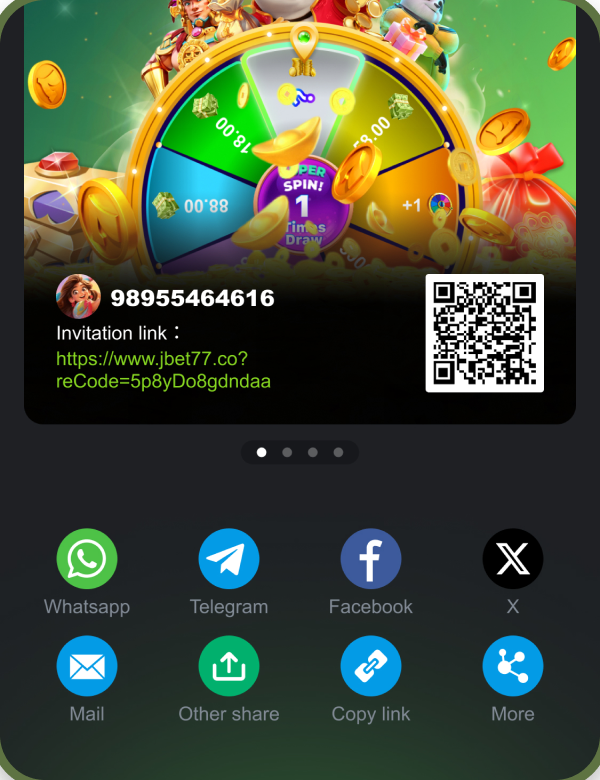 18.00
58.00
88.00
SUPER
SPIN!
+1
1
Times
Draw
98955464616
Invitation link：
https://www.jbet77.co?
reCode=5p8yDo8gdndaa
Whatsapp
Telegram
Facebook
X
Mail
Other share
Copy link
More